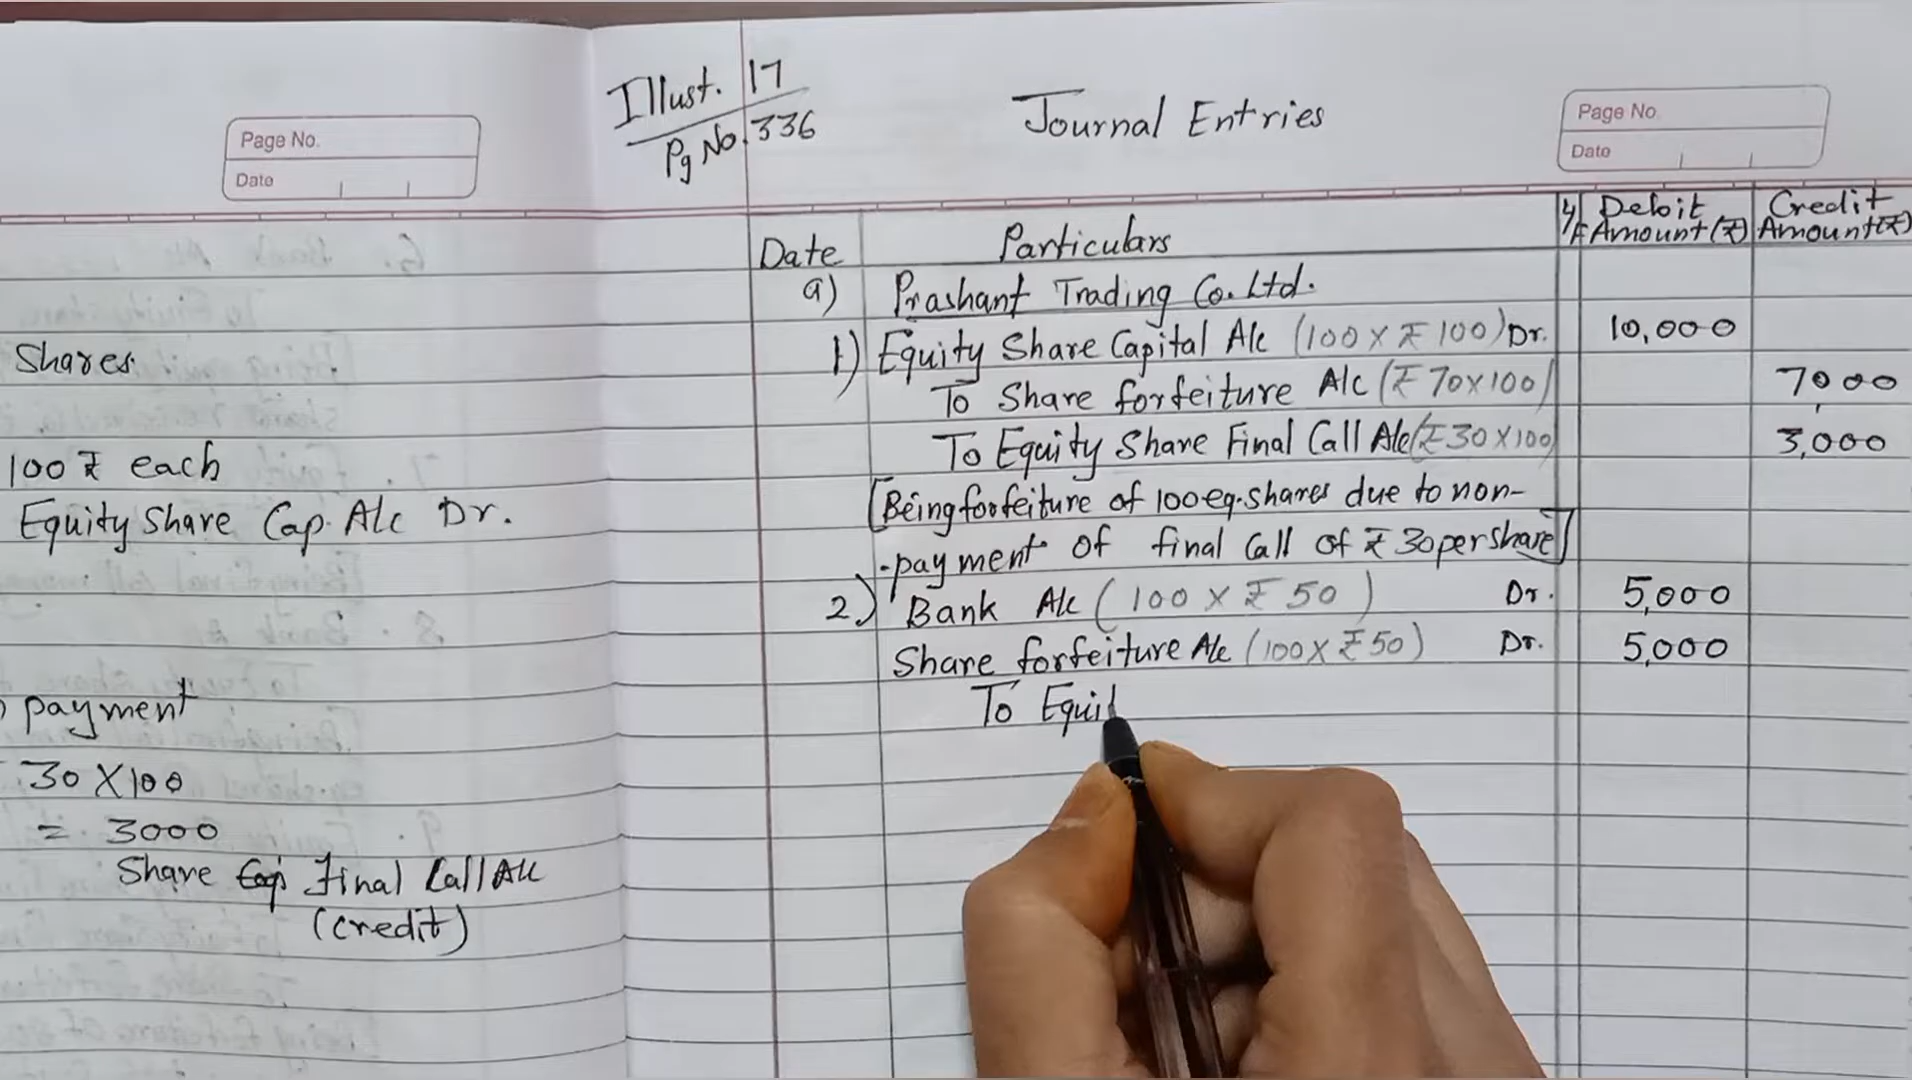 Page No.
Date
Shares.
100 ₹ each
Equity Share Cap. A/c Dr.
payment
30 X 100
= 3000
Share Final Call A/c
(credit)
Illust. 17
Pg No. 336
Journal Entries
Page No.
Date
Date Particulars L/F Debit Amount (₹) Credit Amount (₹)
a) Prashant Trading Co. Ltd.
1) Equity Share Capital A/c (100 X ₹ 100) Dr. 10,000
To Share forfeiture A/c (₹ 70 X 100) 7,000
To Equity Share Final Call A/c (₹ 30 X 100) 3,000
[Being forfeiture of 100 eq. shares due to non-
-payment of final Call of ₹ 30 per share]
2.) Bank A/c (100 X ₹ 50) Dr. 5,000
Share forfeiture A/c (100 X ₹ 50) Dr. 5,000
To Equit